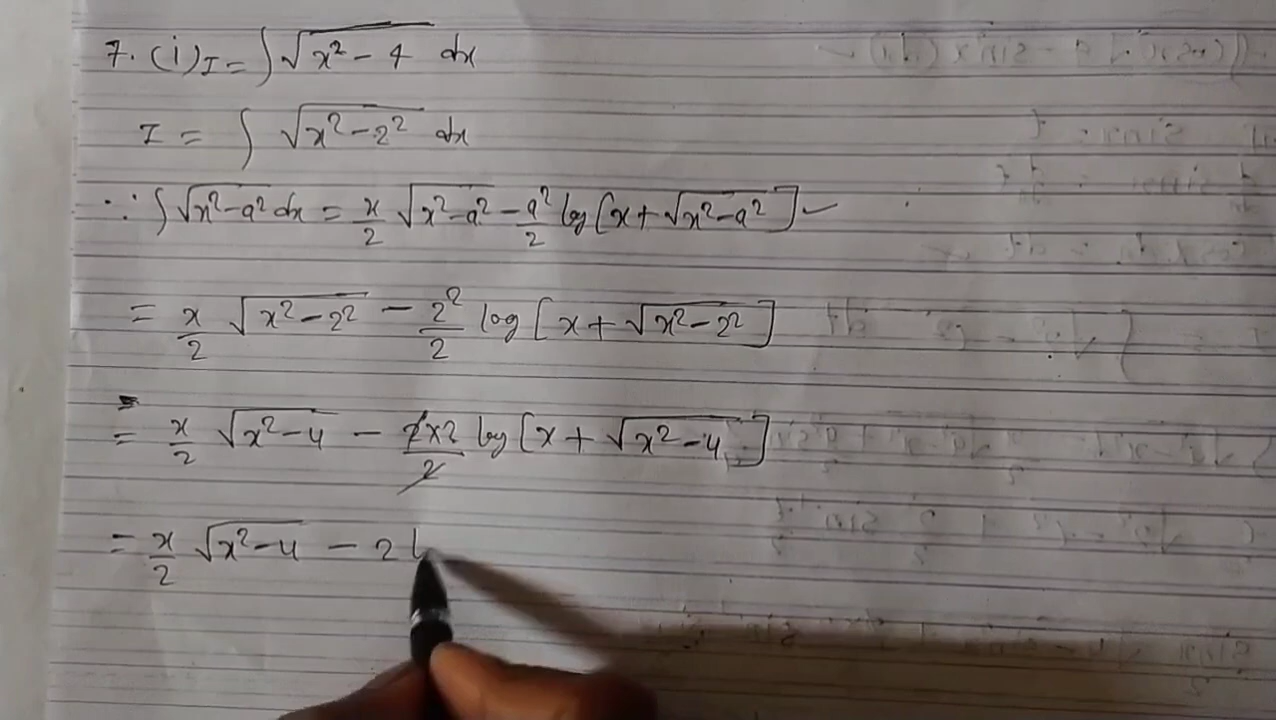 7. (i) I = ∫ √x² - 4 dx
I = ∫ √x² - 2² dx
∵ ∫ √x² - a² dx = x/2 √x² - a² - a²/2 log [x + √x² - a²] ✓
= x/2 √x² - 2² - 2²/2 log [x + √x² - 2²]
= x/2 √x² - 4 - 2×2/2 log [x + √x² - 4]
= x/2 √x² - 4 - 2 l